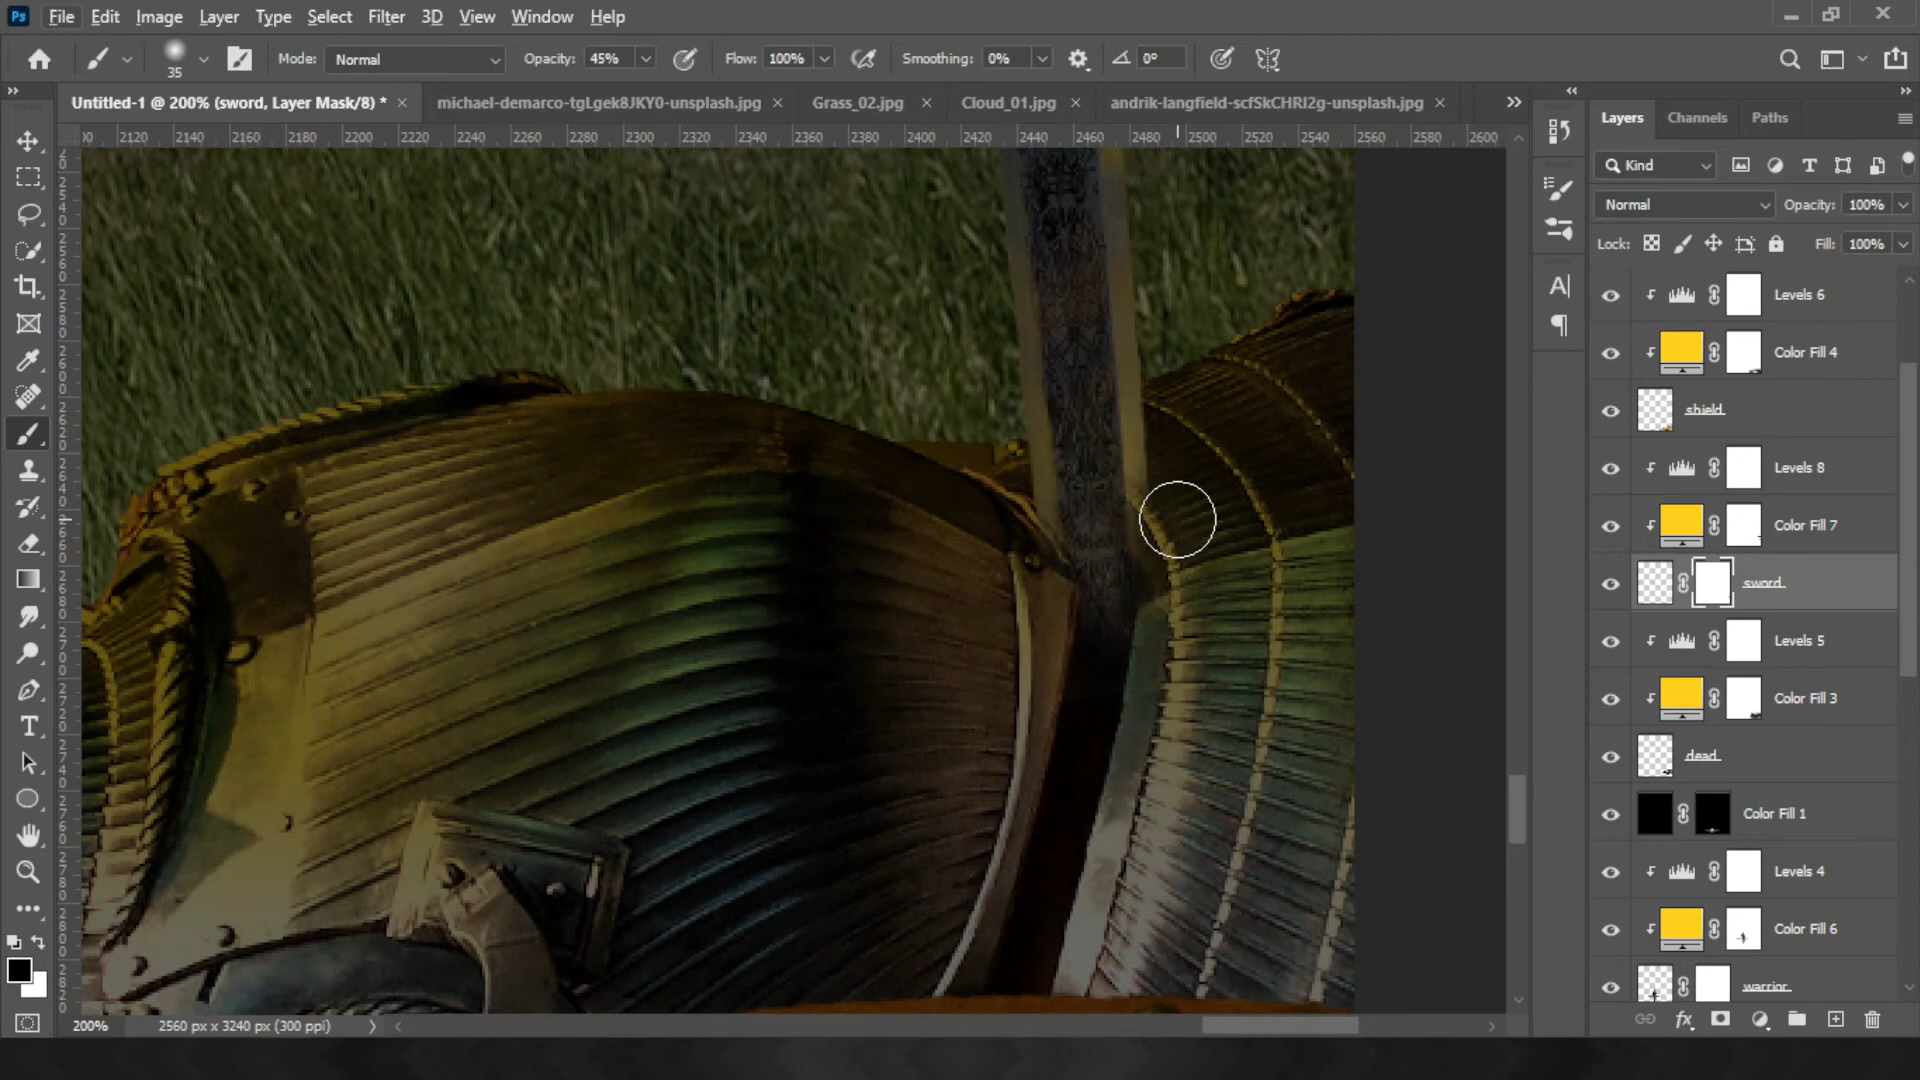 Ps File Edit Image Layer Type Select Filter 3D View Window Help
35 Mode: Normal Opacity: 45% Flow: 100% Smoothing: 0% 0°
Untitled-1 @ 200% (sword, Layer Mask/8) * × michael-demarco-tgLgek8JKY0-unsplash.jpg × Grass_02.jpg × Cloud_01.jpg × andrik-langfield-scfSkCHRI2g-unsplash.jpg ×
2120 2140 2160 2180 2200 2220 2240 2260 2280 2300 2320 2340 2360 2380 2400 2420 2440 2460 2480 2500 2520 2540 2560 2580 2600
Layers Channels Paths
Kind
Normal Opacity: 100%
Lock: Fill: 100%
Levels 6
Color Fill 4
shield
Levels 8
Color Fill 7
sword
Levels 5
Color Fill 3
dead
Color Fill 1
Levels 4
Color Fill 6
warrior
200% 2560 px x 3240 px (300 ppi)